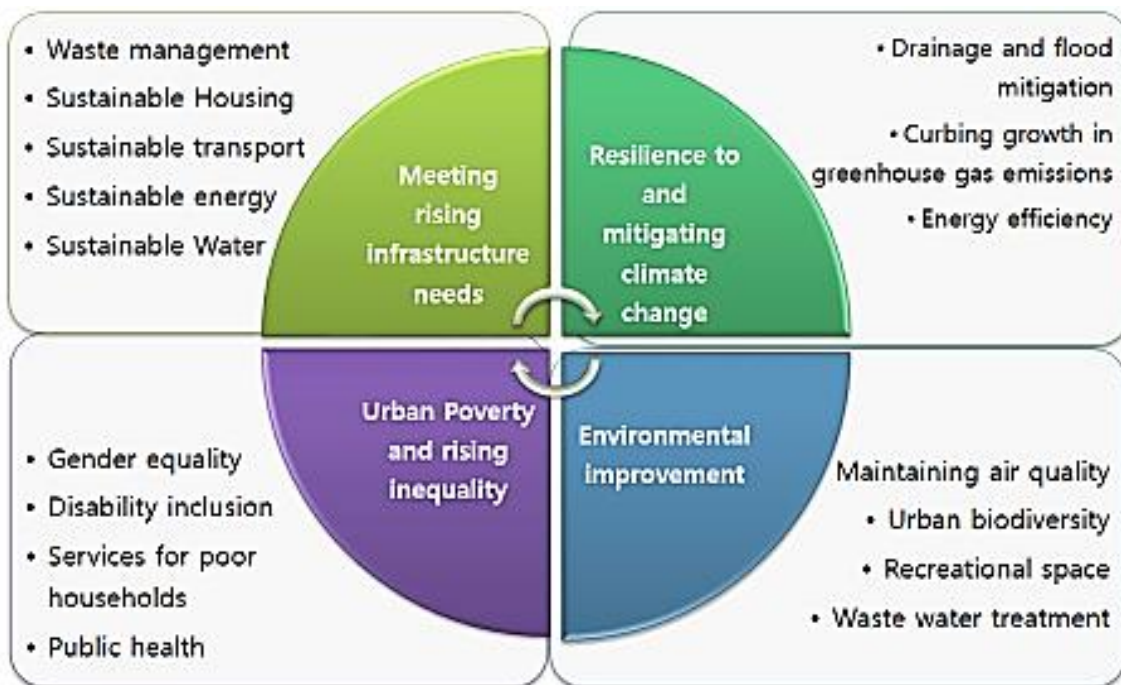 • Waste management
• Sustainable Housing
• Sustainable transport
• Sustainable energy
• Sustainable Water
Meeting
rising
infrastructure
needs
Resilience to
and
mitigating
climate
change
• Drainage and flood
mitigation
• Curbing growth in
greenhouse gas emissions
• Energy efficiency
• Gender equality
• Disability inclusion
• Services for poor
households
• Public health
Urban Poverty
and rising
inequality
Environmental
improvement
Maintaining air quality
• Urban biodiversity
• Recreational space
• Waste water treatment